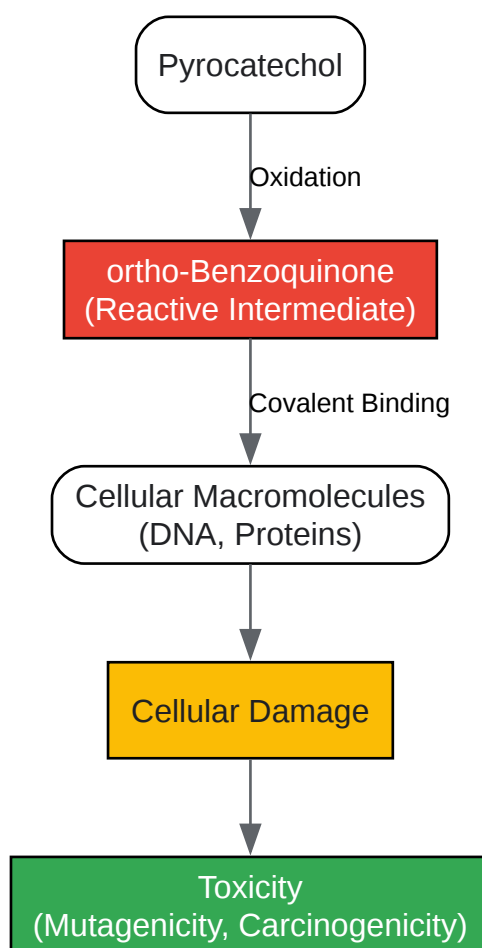 Pyrocatechol
Oxidation
ortho-Benzoquinone
(Reactive Intermediate)
Covalent Binding
Cellular Macromolecules
(DNA, Proteins)
Cellular Damage
Toxicity
(Mutagenicity, Carcinogenicity)